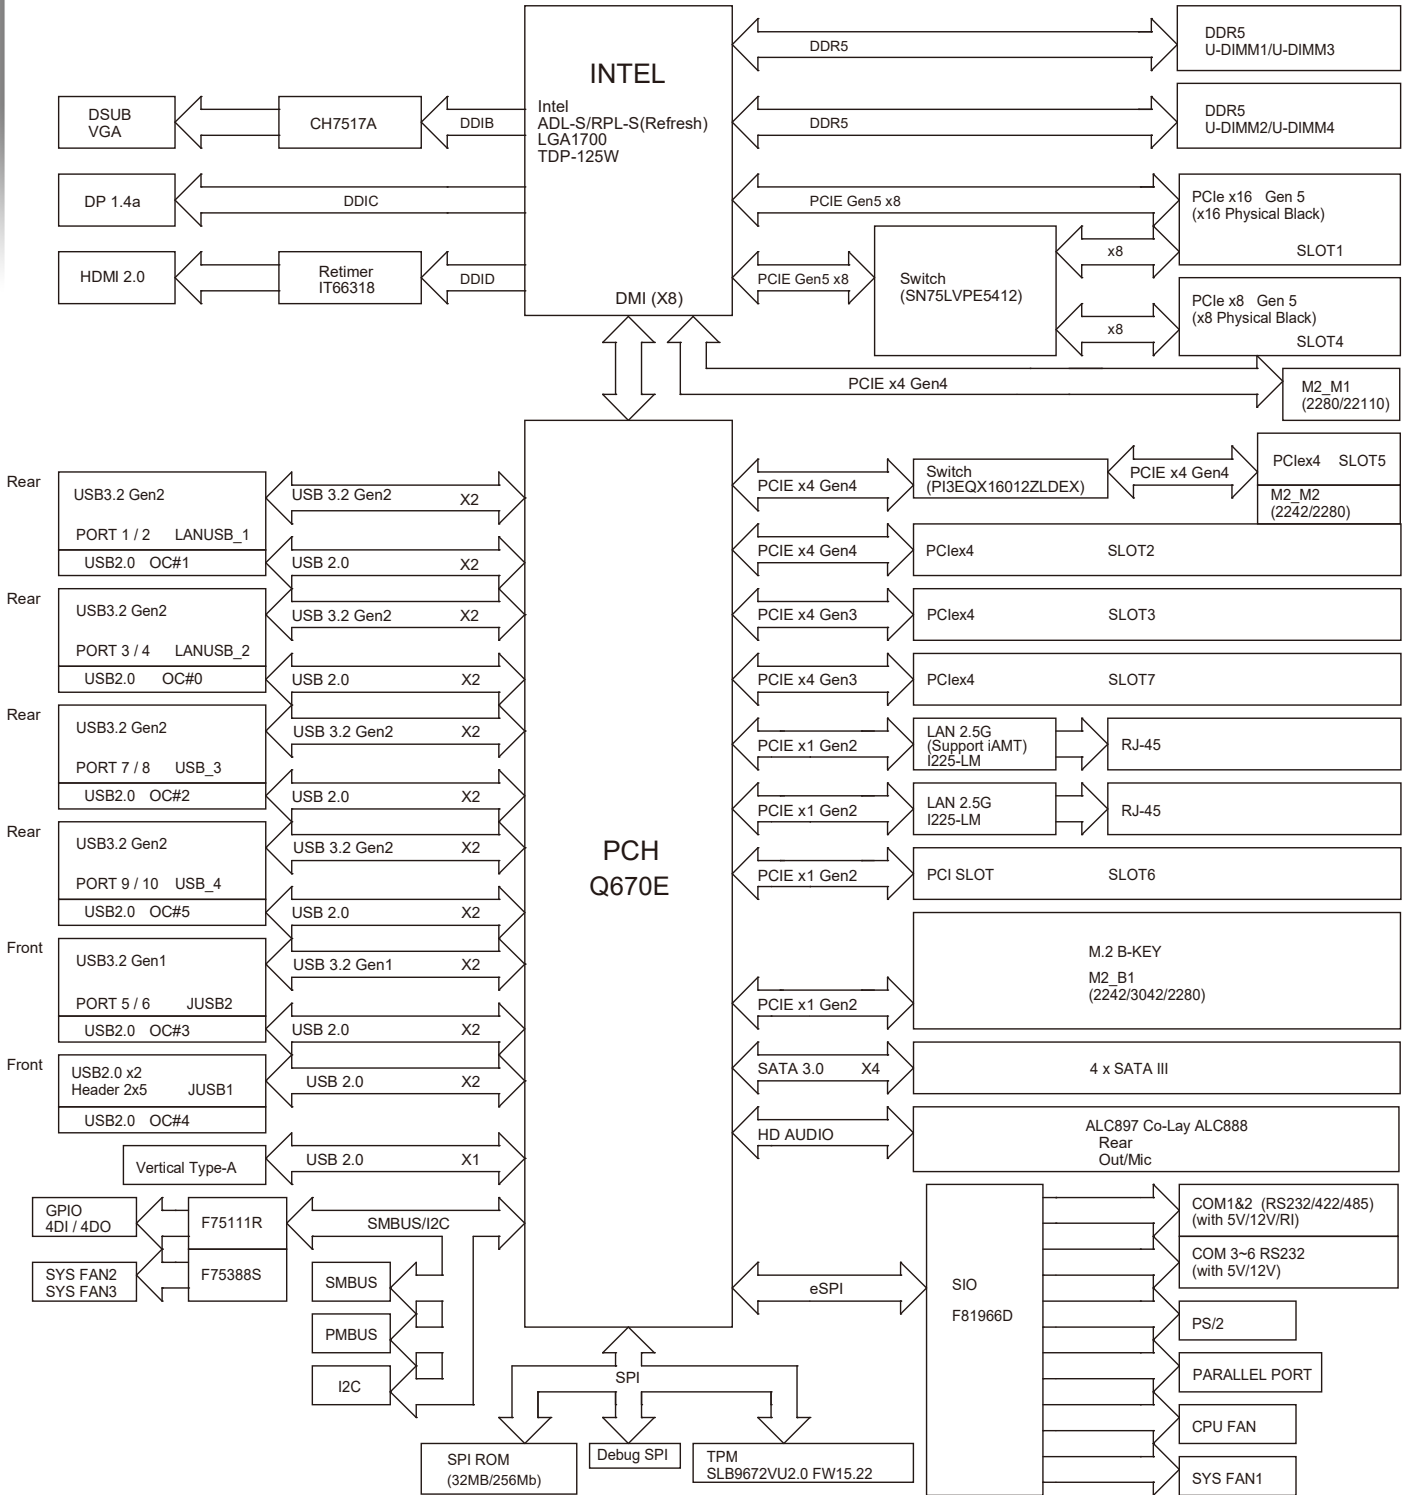 INTEL
Intel
ADL-S/RPL-S(Refresh)
LGA1700
TDP-125W
DMI (X8)
DSUB
VGA
CH7517A
DDIB
DP 1.4a
DDIC
HDMI 2.0
Retimer
IT66318
DDID
DDR5
DDR5
U-DIMM1/U-DIMM3
DDR5
DDR5
U-DIMM2/U-DIMM4
PCIE Gen5 x8
PCIe x16 Gen 5
(x16 Physical Black)
SLOT1
PCIE Gen5 x8
Switch
(SN75LVPE5412)
x8
x8
PCIe x8 Gen 5
(x8 Physical Black)
SLOT4
PCIE x4 Gen4
M2_M1
(2280/22110)
PCH
Q670E
Rear
USB3.2 Gen2
PORT 1 / 2 LANUSB_1
USB2.0 OC#1
USB 3.2 Gen2 X2
USB 2.0 X2
Rear
USB3.2 Gen2
PORT 3 / 4 LANUSB_2
USB2.0 OC#0
USB 3.2 Gen2 X2
USB 2.0 X2
Rear
USB3.2 Gen2
PORT 7 / 8 USB_3
USB2.0 OC#2
USB 3.2 Gen2 X2
USB 2.0 X2
Rear
USB3.2 Gen2
PORT 9 / 10 USB_4
USB2.0 OC#5
USB 3.2 Gen2 X2
USB 2.0 X2
Front
USB3.2 Gen1
PORT 5 / 6 JUSB2
USB2.0 OC#3
USB 3.2 Gen1 X2
USB 2.0 X2
Front
USB2.0 x2
Header 2x5 JUSB1
USB2.0 OC#4
USB 2.0 X2
Vertical Type-A
USB 2.0 X1
GPIO
4DI / 4DO
F75111R
SMBUS/I2C
SYS FAN2
SYS FAN3
F75388S
SMBUS
PMBUS
I2C
PCIE x4 Gen4
Switch
(PI3EQX16012ZLDEX)
PCIE x4 Gen4
PCIex4 SLOT5
M2_M2
(2242/2280)
PCIE x4 Gen4
PCIex4 SLOT2
PCIE x4 Gen3
PCIex4 SLOT3
PCIE x4 Gen3
PCIex4 SLOT7
PCIE x1 Gen2
LAN 2.5G
(Support iAMT)
I225-LM
RJ-45
PCIE x1 Gen2
LAN 2.5G
I225-LM
RJ-45
PCIE x1 Gen2
PCI SLOT SLOT6
M.2 B-KEY
M2_B1
(2242/3042/2280)
PCIE x1 Gen2
SATA 3.0 X4
4 x SATA III
HD AUDIO
ALC897 Co-Lay ALC888
Rear
Out/Mic
eSPI
SIO
F81966D
COM1&2 (RS232/422/485)
(with 5V/12V/RI)
COM 3~6 RS232
(with 5V/12V)
PS/2
PARALLEL PORT
CPU FAN
SYS FAN1
SPI
SPI ROM
(32MB/256Mb)
Debug SPI
TPM
SLB9672VU2.0 FW15.22